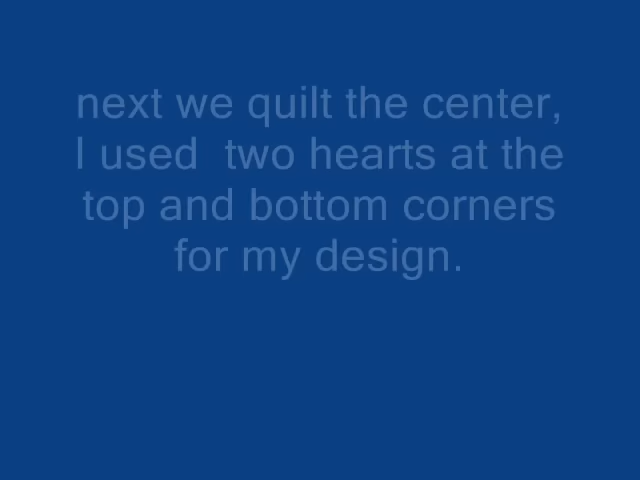 next we quilt the center,
I used  two hearts at the
top and bottom corners
for my design.